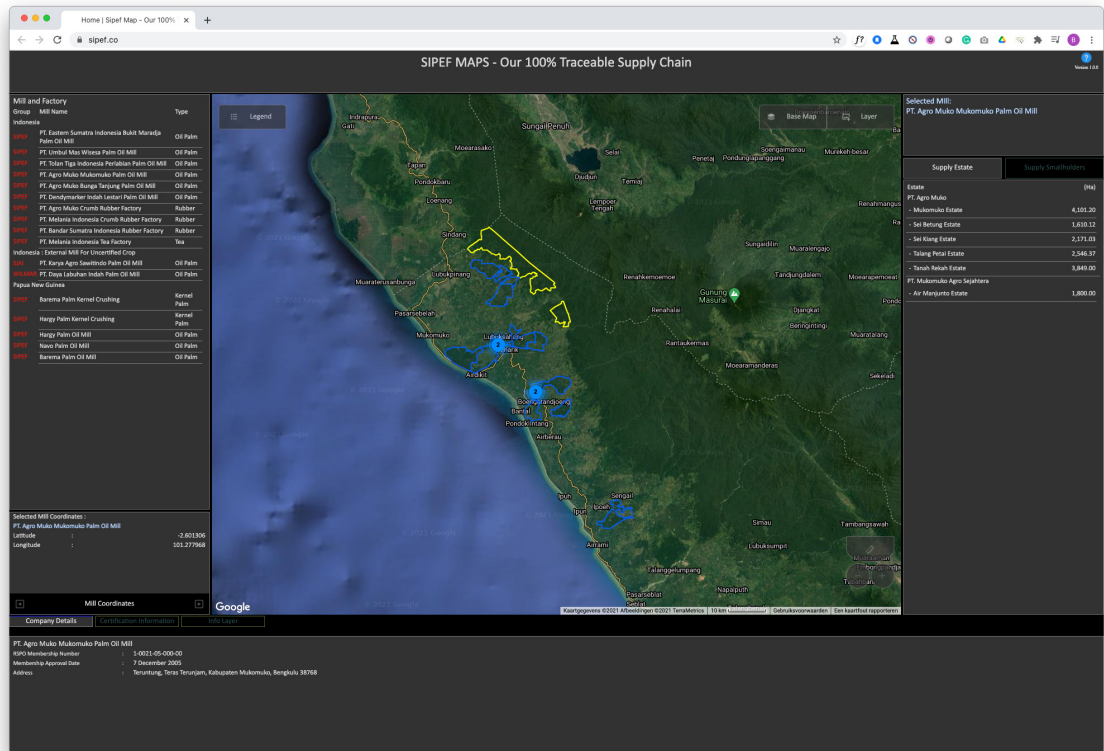 Home | Sipef Map - Our 100%
sipef.co
SIPEF MAPS - Our 100% Traceable Supply Chain
Version 1.0.0
Mill and Factory
Group Mill Name Type
Indonesia
SIPEF PT. Eastern Sumatra Indonesia Bukit Maradja Palm Oil Mill Oil Palm
SIPEF PT. Umbul Mas Wisesa Palm Oil Mill Oil Palm
SIPEF PT. Tolan Tiga Indonesia Perlabian Palm Oil Mill Oil Palm
SIPEF PT. Agro Muko Mukomuko Palm Oil Mill Oil Palm
SIPEF PT. Agro Muko Bunga Tanjung Palm Oil Mill Oil Palm
SIPEF PT. Dendymarker Indah Lestari Palm Oil Mill Oil Palm
SIPEF PT. Agro Muko Crumb Rubber Factory Rubber
SIPEF PT. Melania Indonesia Crumb Rubber Factory Rubber
SIPEF PT. Bandar Sumatra Indonesia Rubber Factory Rubber
SIPEF PT. Melania Indonesia Tea Factory Tea
Indonesia : External Mill For Uncertified Crop
PT. Karya Agro Sawitindo Palm Oil Mill Oil Palm
WILMAR PT. Daya Labuhan Indah Palm Oil Mill Oil Palm
Papua New Guinea
SIPEF Barema Palm Kernel Crushing Kernel Palm
SIPEF Hargy Palm Kernel Crushing Kernel Palm
SIPEF Hargy Palm Oil Mill Oil Palm
SIPEF Navo Palm Oil Mill Oil Palm
SIPEF Barema Palm Oil Mill Oil Palm
Selected Mill Coordinates :
PT. Agro Muko Mukomuko Palm Oil Mill
Latitude : -2.601306
Longitude : 101.277968
Mill Coordinates
Legend
Base Map
Layer
Indrapura
Gati
Sungai Penuh
Moearasako
Selai
Penetaj
Pondungjapanggang
Soengaimanau
Murekeh-besar
Tapan
Djudjun
Temiaj
Pondokbaru
Loenang
Lempoer Tengah
Renahmangus
Sindang
Sungaidilin
Muaralengajo
Lubukpinang
Muaraterusanbunga
Renahkemoemoe
Tandjungdalem
Moearapemoeat
Gunung Masurai
Pasarsebelah
Renahalai
Djangkat
Beringintingi
Mukomuko
Rantaukermas
Muaratalang
2
Airdikit
Moearamanderas
Sekeladi
2
Bantal
Pondoklintang
Airberau
Ipuh
Ipuh
Ipoeh
Sengail
Simau
Tambangsawah
Airrami
Lubuksumpit
Talanggelumpang
Napalputh
Pasarseblat
Seblat
Google
Kaartgegevens ©2021 Afbeeldingen ©2021 TerraMetrics
10 km
Gebruiksvoorwaarden
Een kaartfout rapporteren
Selected Mill:
PT. Agro Muko Mukomuko Palm Oil Mill
Supply Estate
Supply Smallholders
Estate (Ha)
PT. Agro Muko
- Mukomuko Estate 4,101.20
- Sei Betung Estate 1,610.12
- Sei Kiang Estate 2,171.03
- Talang Petai Estate 2,546.37
- Tanah Rekah Estate 3,849.00
PT. Mukomuko Agro Sejahtera
- Air Manjunto Estate 1,800.00
Company Details
Certification Information
Info Layer
PT. Agro Muko Mukomuko Palm Oil Mill
RSPO Membership Number : 1-0021-05-000-00
Membership Approval Date : 7 December 2005
Address : Teruntung, Teras Terunjam, Kabupaten Mukomuko, Bengkulu 38768